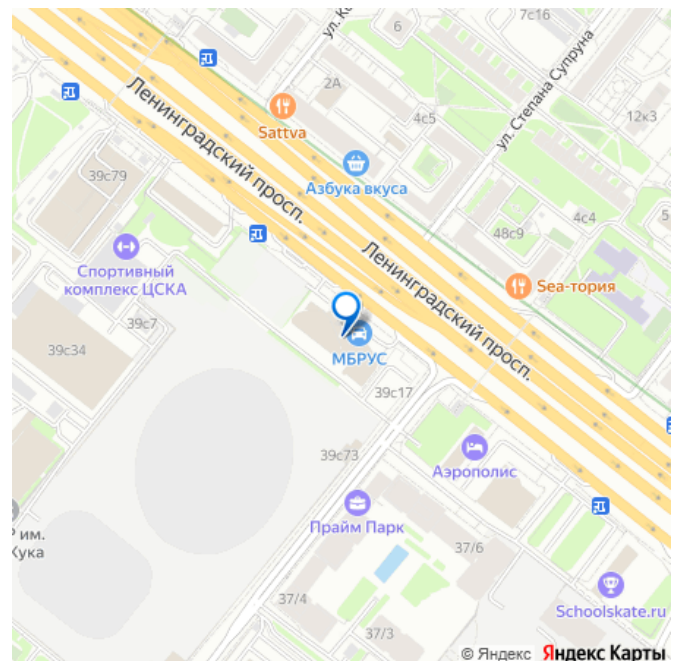 7с16
6
ул. Степана Супруна
2А
Sattva
4с5
12к3
Ленинградский просп.
39с79
Азбука вкуса
48с9
4с4
5
Спортивный
комплекс ЦСКА
Ленинградский просп.
Sea-тория
39с7
39с34
МБРУС
39с17
39с73
Аэрополис
Прайм Парк
им.
37/6
37/4
Schoolskate.ru
37/3
© Яндекс Яндекс Карты